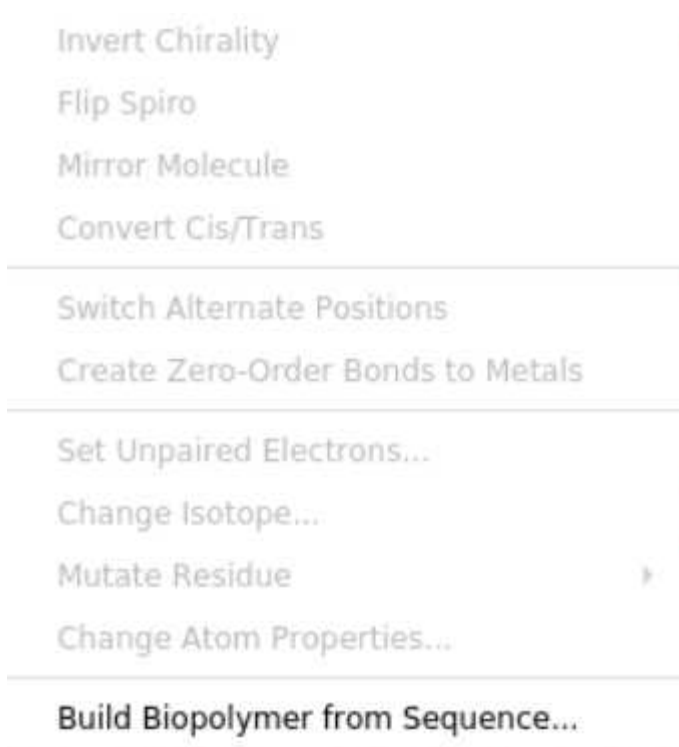 Invert Chirality
Flip Spiro
Mirror Molecule
Convert Cis/Trans
Switch Alternate Positions
Create Zero-Order Bonds to Metals
Set Unpaired Electrons...
Change Isotope...
Mutate Residue
Change Atom Properties...
Build Biopolymer from Sequence...